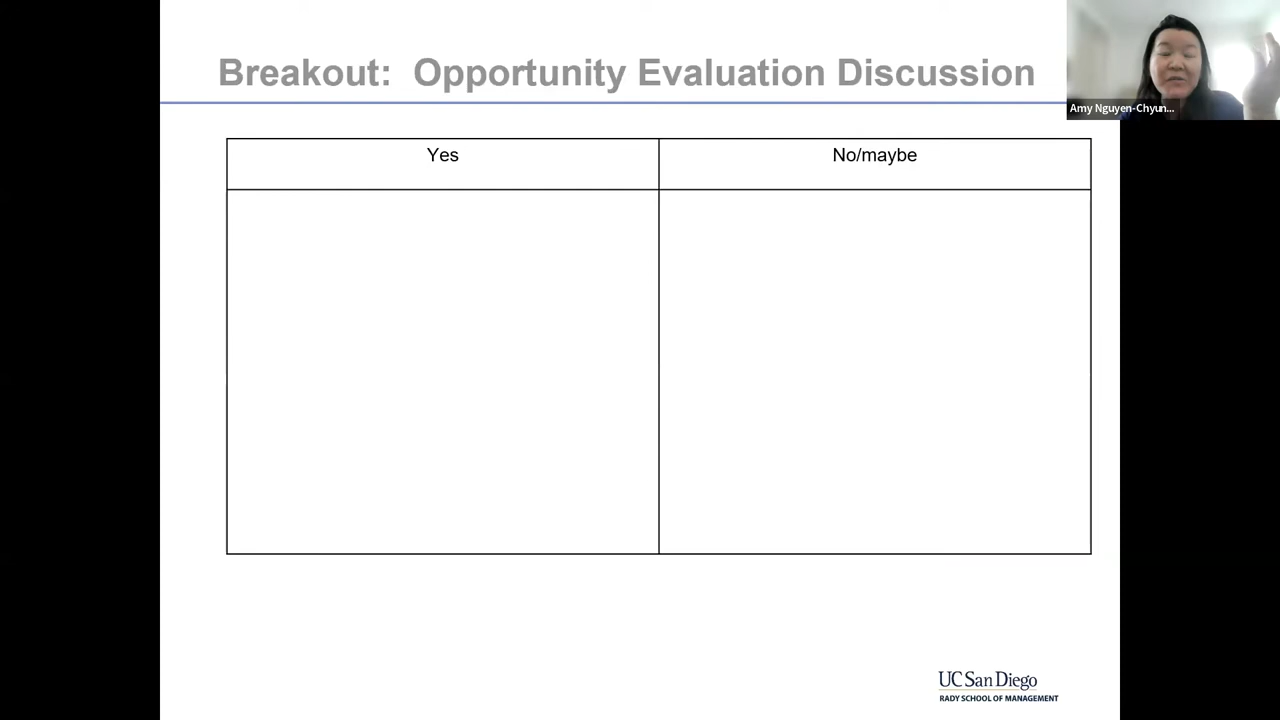 Breakout: Opportunity Evaluation Discussion
Amy Nguyen-Chyun...
Yes
No/maybe
UC San Diego
RADY SCHOOL OF MANAGEMENT